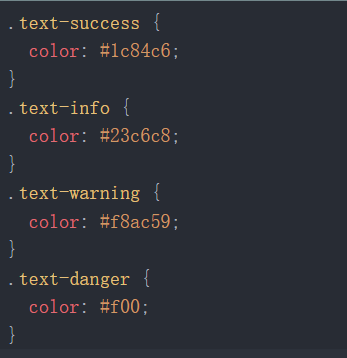 .text-success {
  color: #1c84c6;
}
.text-info {
  color: #23c6c8;
}
.text-warning {
  color: #f8ac59;
}
.text-danger {
  color: #f00;
}